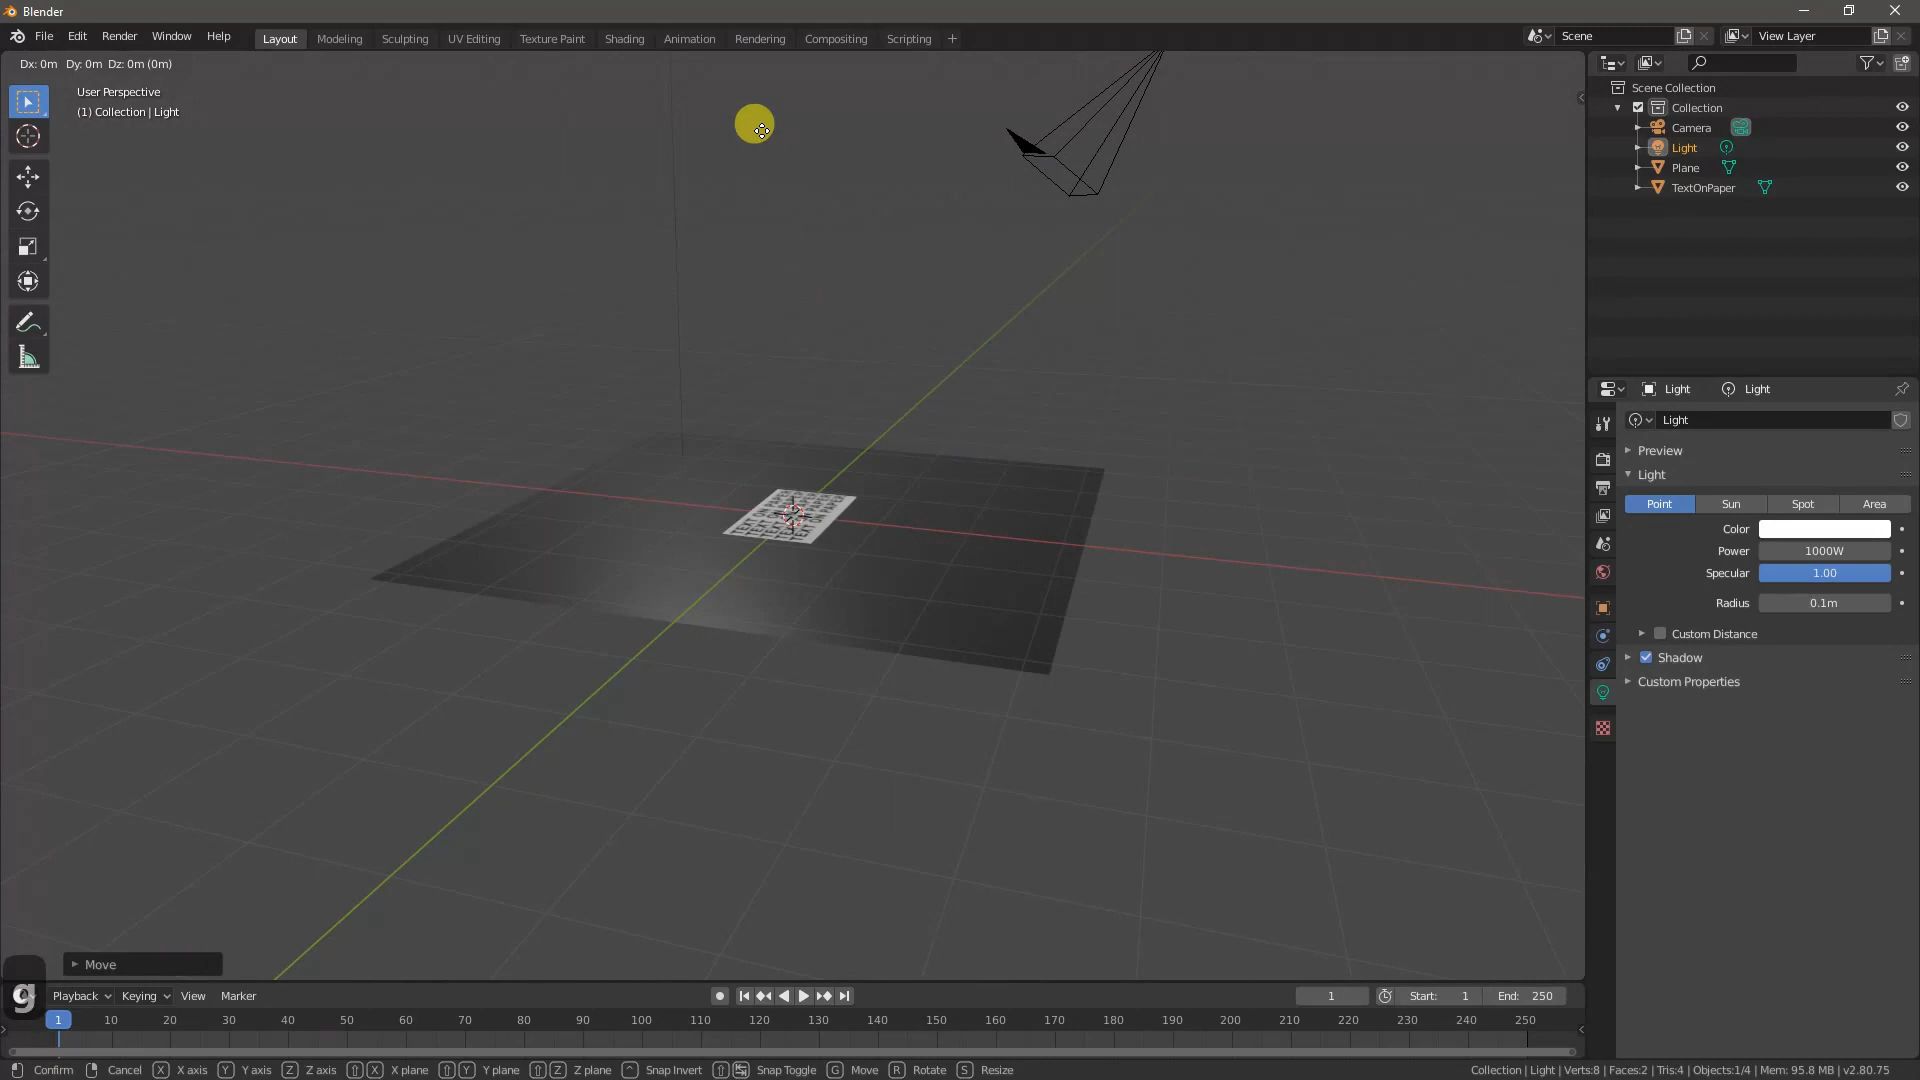 Blender
File Edit Render Window Help Layout Modeling Sculpting UV Editing Texture Paint Shading Animation Rendering Compositing Scripting + Scene View Layer
Dx: 0m Dy: 0m Dz: 0m (0m)
User Perspective
(1) Collection | Light
Scene Collection
Collection
Camera
Light
Plane
TextOnPaper
Light Light
Light
Preview
Light
Point Sun Spot Area
Color
Power 1000W
Specular 1.00
Radius 0.1m
Custom Distance
Shadow
Custom Properties
Move
g
Playback Keying View Marker 1 Start: 1 End: 250
1 10 20 30 40 50 60 70 80 90 100 110 120 130 140 150 160 170 180 190 200 210 220 230 240 250
Confirm Cancel X X axis Y Y axis Z Z axis X X plane Y Y plane Z Z plane ^ Snap Invert Snap Toggle G Move R Rotate S Resize Collection | Light | Verts:8 | Faces:2 | Tris:4 | Objects:1/4 | Mem: 95.8 MB | v2.80.75